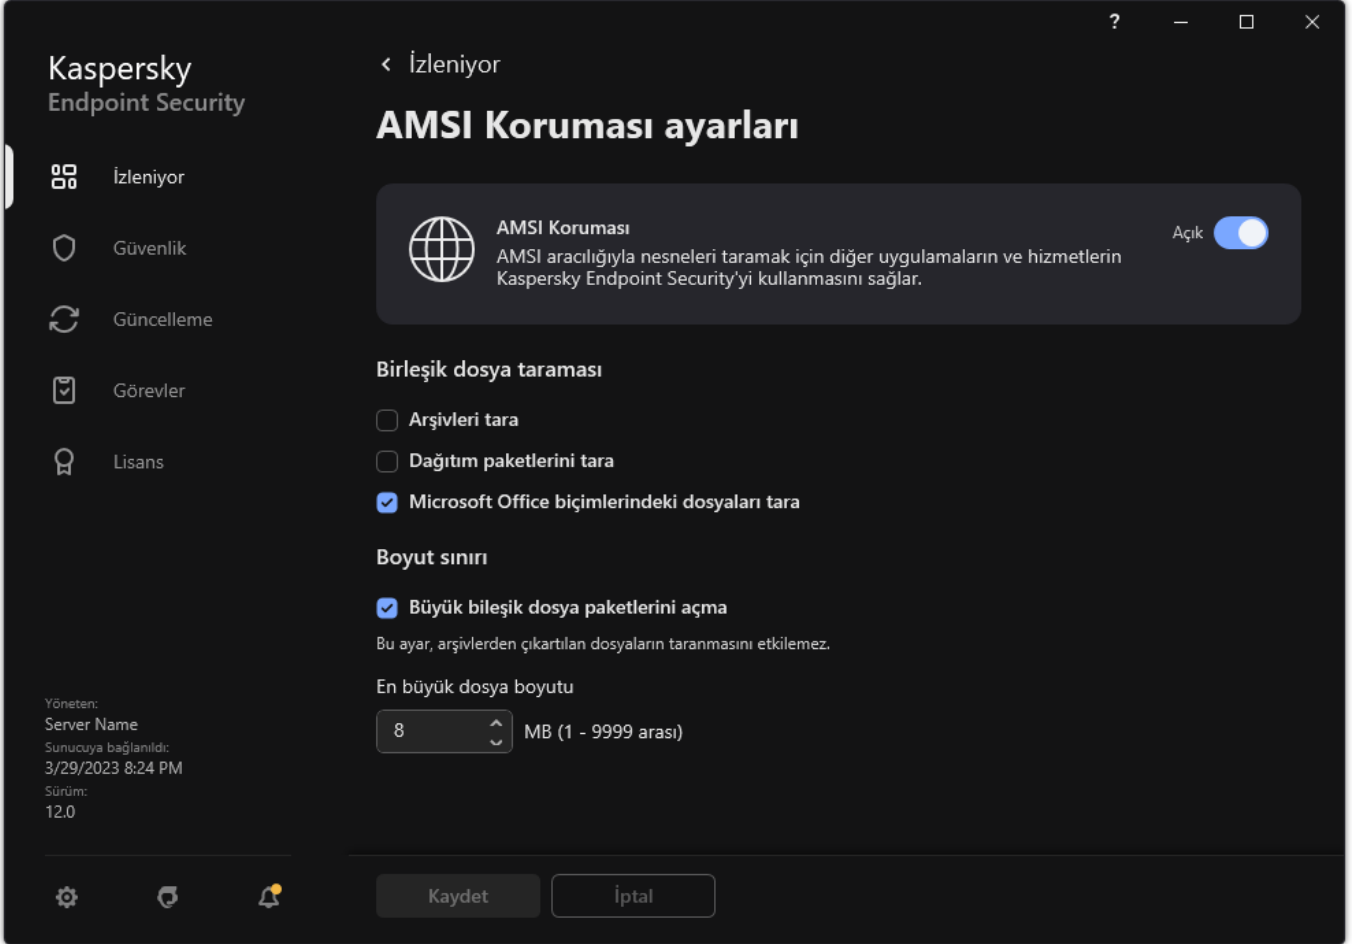 ?
Kaspersky
Endpoint Security
İzleniyor
Güvenlik
Güncelleme
Görevler
Lisans
Yöneten:
Server Name
Sunucuya bağlanıldı:
3/29/2023 8:24 PM
Sürüm:
12.0
İzleniyor
AMSI Koruması ayarları
AMSI Koruması
AMSI aracılığıyla nesneleri taramak için diğer uygulamaların ve hizmetlerin
Kaspersky Endpoint Security'yi kullanmasını sağlar.
Açık
Birleşik dosya taraması
Arşivleri tara
Dağıtım paketlerini tara
Microsoft Office biçimlerindeki dosyaları tara
Boyut sınırı
Büyük bileşik dosya paketlerini açma
Bu ayar, arşivlerden çıkartılan dosyaların taranmasını etkilemez.
En büyük dosya boyutu
8 MB (1 - 9999 arası)
Kaydet İptal